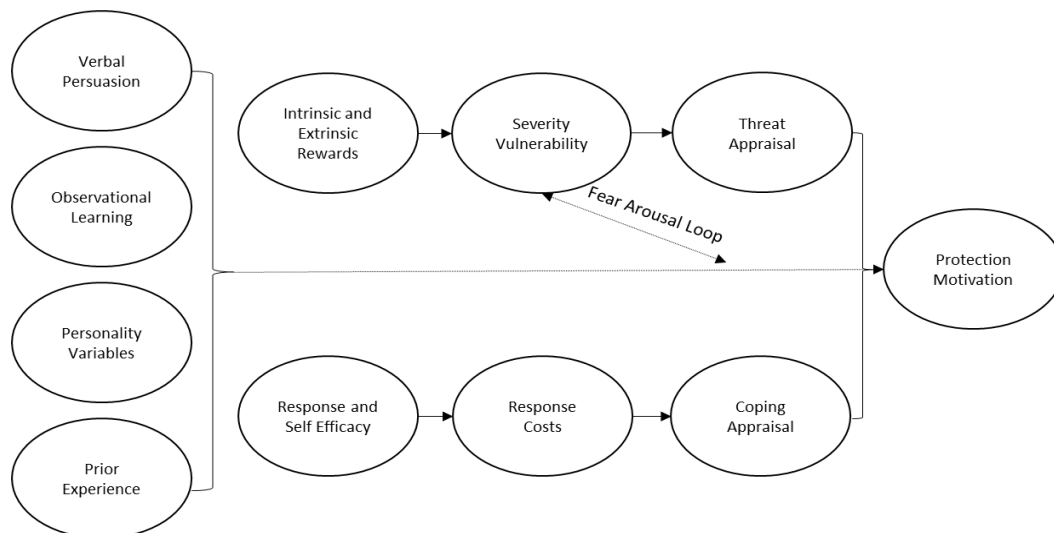 Verbal
Persuasion
Observational
Learning
Personality
Variables
Prior
Experience
Intrinsic and
Extrinsic
Rewards
Severity
Vulnerability
Threat
Appraisal
Fear Arousal Loop
Response and
Self Efficacy
Response
Costs
Coping
Appraisal
Protection
Motivation